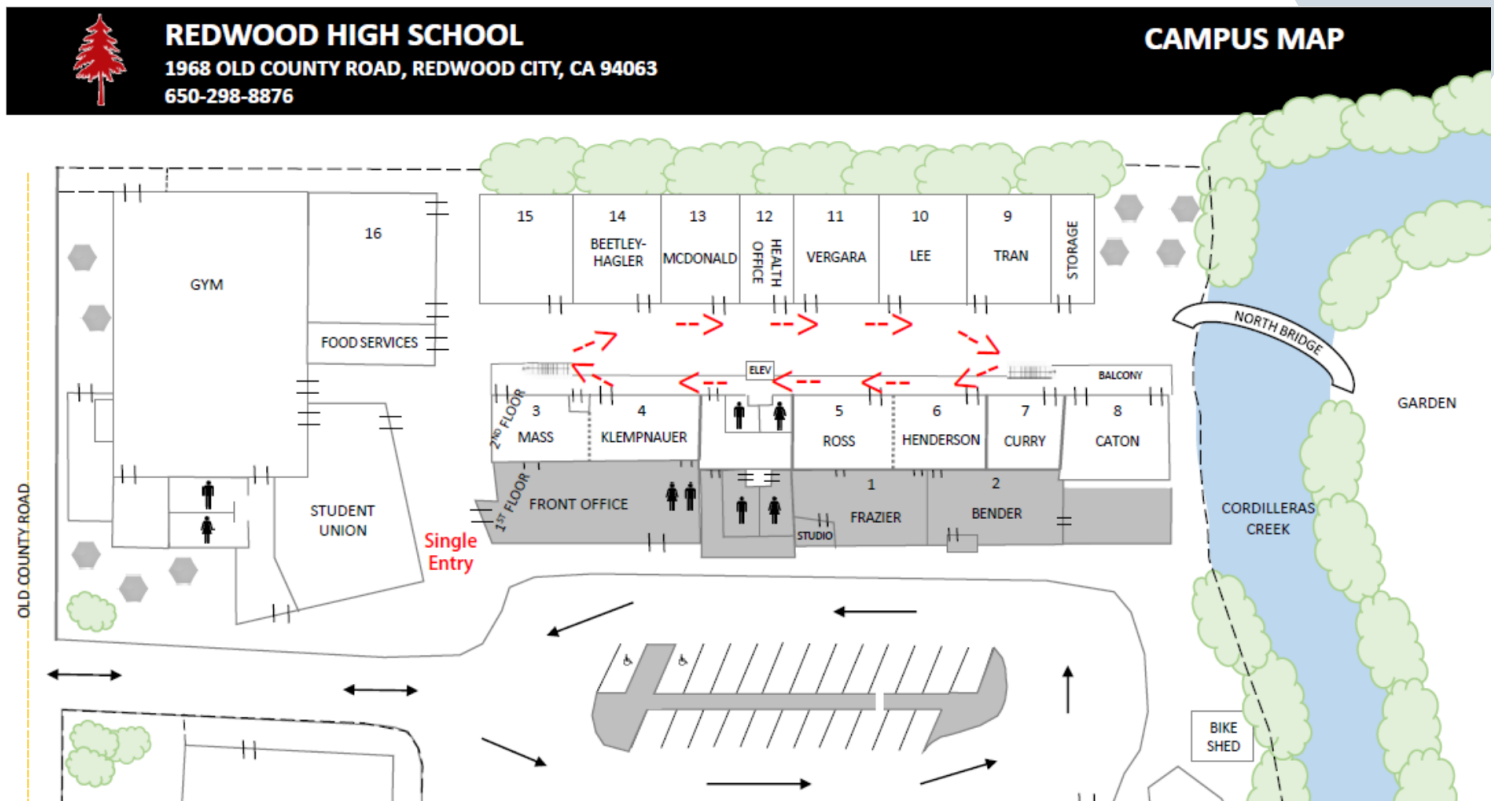 REDWOOD HIGH SCHOOL
CAMPUS MAP
1968 OLD COUNTY ROAD, REDWOOD CITY, CA 94063
650-298-8876
15
14
BEETLEY-
HAGLER
13
MCDONALD
12
HEALTH
OFFICE
11
VERGARA
10
LEE
9
TRAN
STORAGE
16
GYM
FOOD SERVICES
NORTH BRIDGE
ELEV
BALCONY
GARDEN
2ND FLOOR
3
MASS
4
KLEMPNAUER
5
ROSS
6
HENDERSON
7
CURRY
8
CATON
1ST FLOOR
FRONT OFFICE
1
FRAZIER
2
BENDER
STUDIO
STUDENT
UNION
Single
Entry
CORDILLERAS
CREEK
OLD COUNTY ROAD
BIKE
SHED